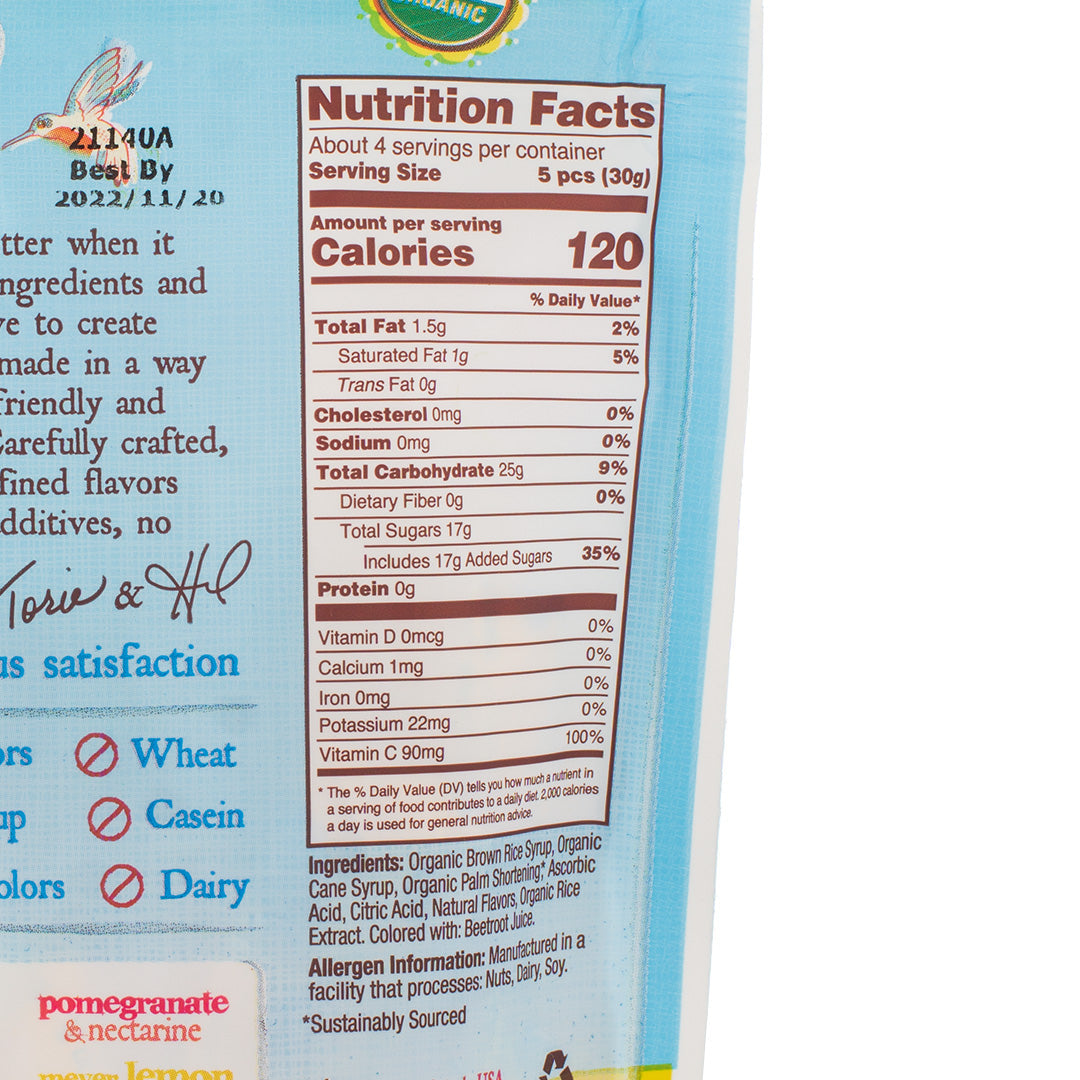 ORGANIC
21140A
Best By
2022/11/20
tter when it
ngredients and
ve to create
made in a way
friendly and
Carefully crafted,
fined flavors
dditives, no
Torie & H
us satisfaction
ors Wheat
up Casein
olors Dairy
pomegranate
& nectarine
meyer lemon
Nutrition Facts
About 4 servings per container
Serving Size 5 pcs (30g)
Amount per serving
Calories 120
% Daily Value*
Total Fat 1.5g 2%
Saturated Fat 1g 5%
Trans Fat 0g
Cholesterol 0mg 0%
Sodium 0mg 0%
Total Carbohydrate 25g 9%
Dietary Fiber 0g 0%
Total Sugars 17g
Includes 17g Added Sugars 35%
Protein 0g
Vitamin D 0mcg 0%
Calcium 1mg 0%
Iron 0mg 0%
Potassium 22mg 0%
Vitamin C 90mg 100%
* The % Daily Value (DV) tells you how much a nutrient in
a serving of food contributes to a daily diet. 2,000 calories
a day is used for general nutrition advice.
Ingredients: Organic Brown Rice Syrup, Organic
Cane Syrup, Organic Palm Shortening,* Ascorbic
Acid, Citric Acid, Natural Flavors, Organic Rice
Extract. Colored with: Beetroot Juice.
Allergen Information: Manufactured in a
facility that processes: Nuts, Dairy, Soy.
*Sustainably Sourced
USA